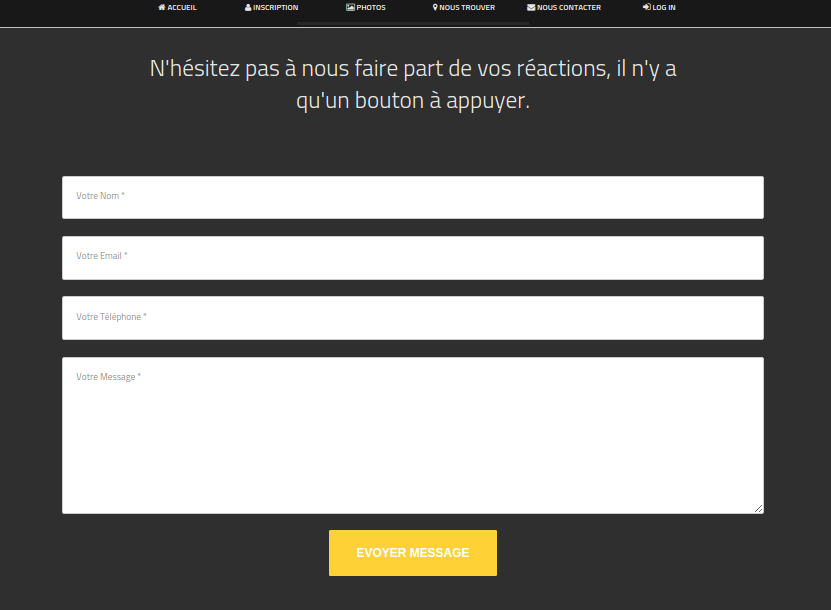 ACCUEIL INSCRIPTION PHOTOS NOUS TROUVER NOUS CONTACTER LOG IN
N'hésitez pas à nous faire part de vos réactions, il n'y a
qu'un bouton à appuyer.
Votre Nom *
Votre Email *
Votre Téléphone *
Votre Message *
EVOYER MESSAGE